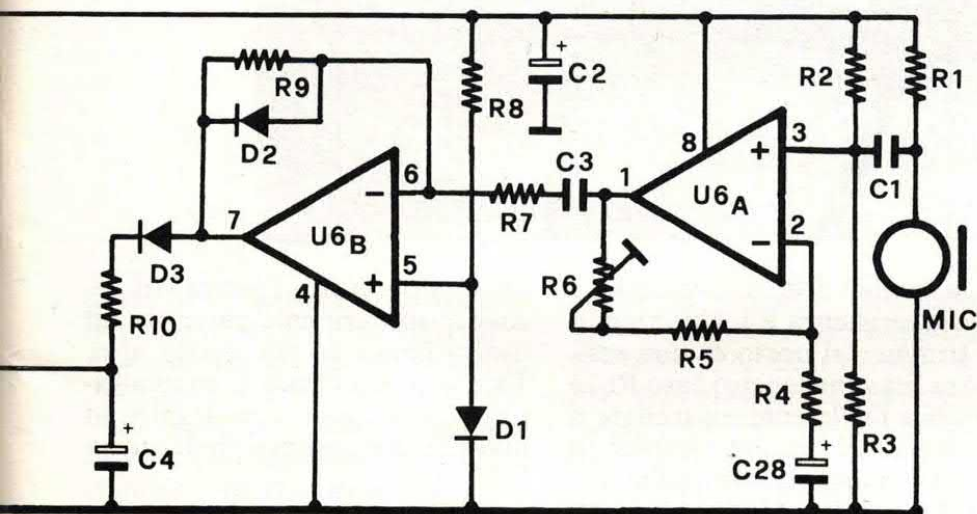 R9
D2
R8
+
C2
R2
R1
8
+
3
C1
U6A
2
-
6
-
U6B
5
+
7
4
R7
C3
1
R6
R5
R4
R3
MIC
D3
R10
+
C4
D1
+
C28